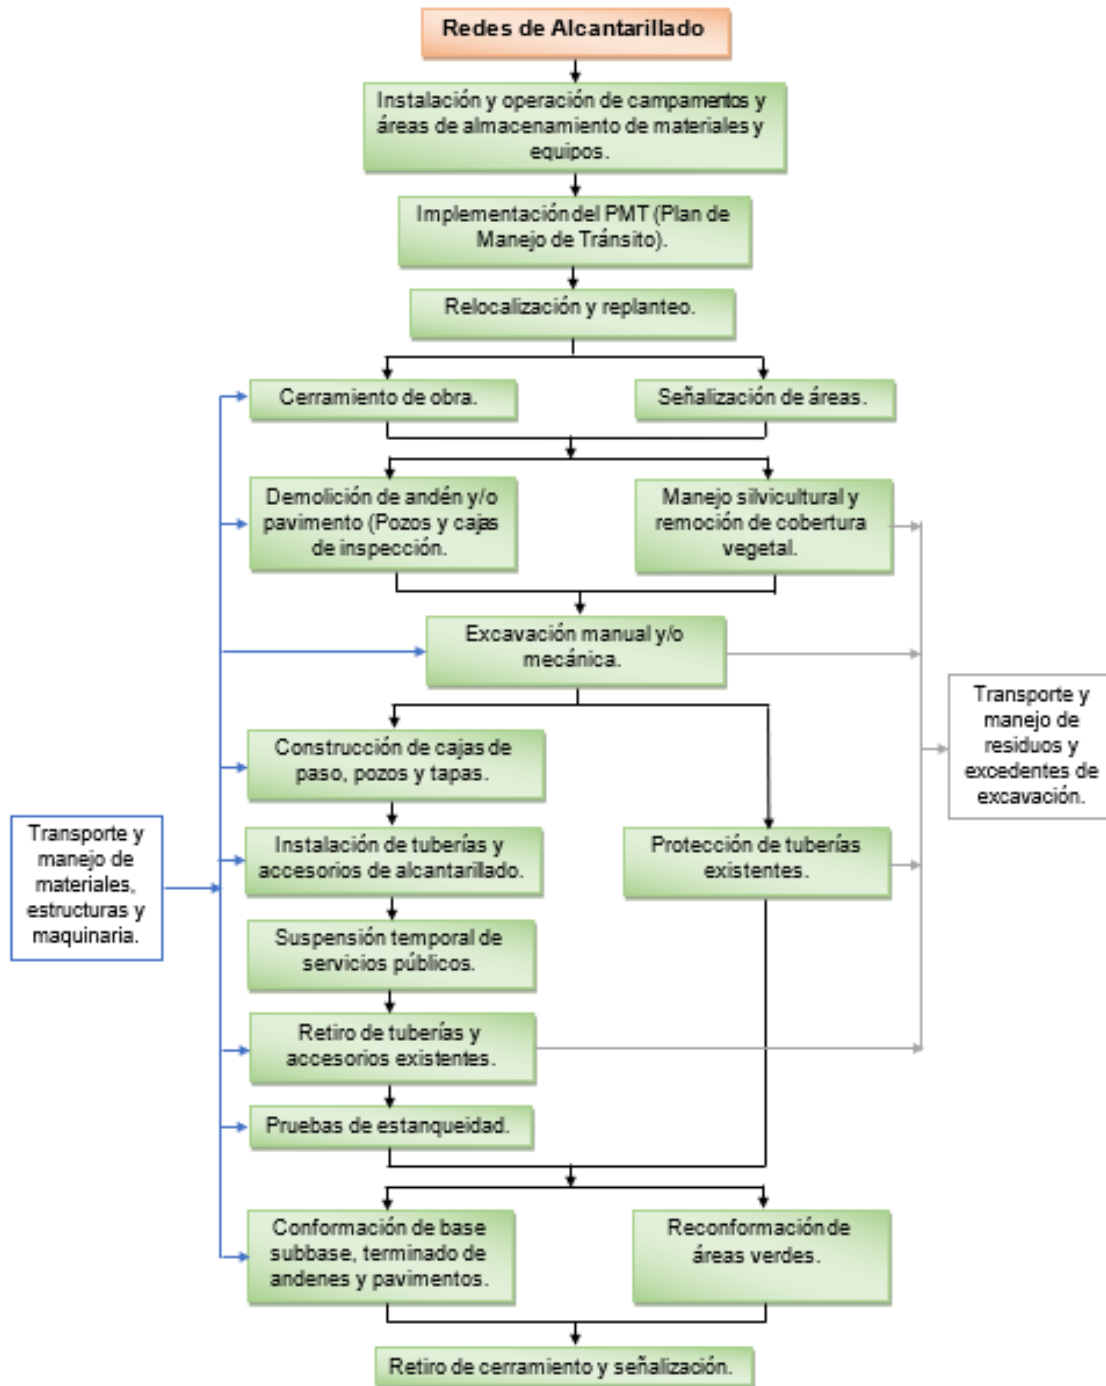 Redes de Alcantarillado
Instalación y operación de campamentos y
áreas de almacenamiento de materiales y
equipos.
Implementación del PMT (Plan de
Manejo de Tránsito).
Relocalización y replanteo.
Cerramiento de obra.
Señalización de áreas.
Demolición de andén y/o
pavimento (Pozos y cajas
de inspección.
Manejo silvicultural y
remoción de cobertura
vegetal.
Excavación manual y/o
mecánica.
Construcción de cajas de
paso, pozos y tapas.
Instalación de tuberías y
accesorios de alcantarillado.
Protección de tuberías
existentes.
Suspensión temporal de
servicios públicos.
Retiro de tuberías y
accesorios existentes.
Pruebas de estanqueidad.
Conformación de base
subbase, terminado de
andenes y pavimentos.
Reconformación de
áreas verdes.
Retiro de cerramiento y señalización.
Transporte y
manejo de
materiales,
estructuras y
maquinaria.
Transporte y
manejo de
residuos y
excedentes de
excavación.